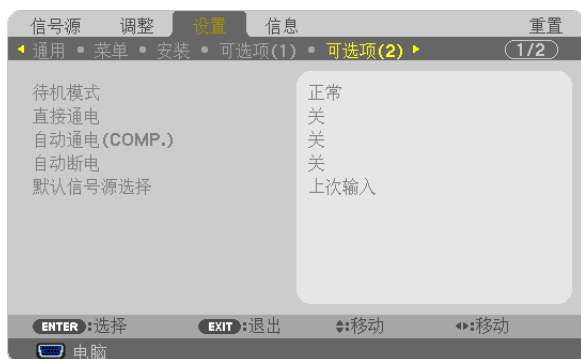 信号源 调整 设置 信息 重置
通用 • 菜单 • 安装 • 可选项(1) • 可选项(2) 1/2
待机模式 正常
直接通电 关
自动通电(COMP.) 关
自动断电 关
默认信号源选择 上次输入
ENTER:选择 EXIT:退出 :移动 :移动
电脑